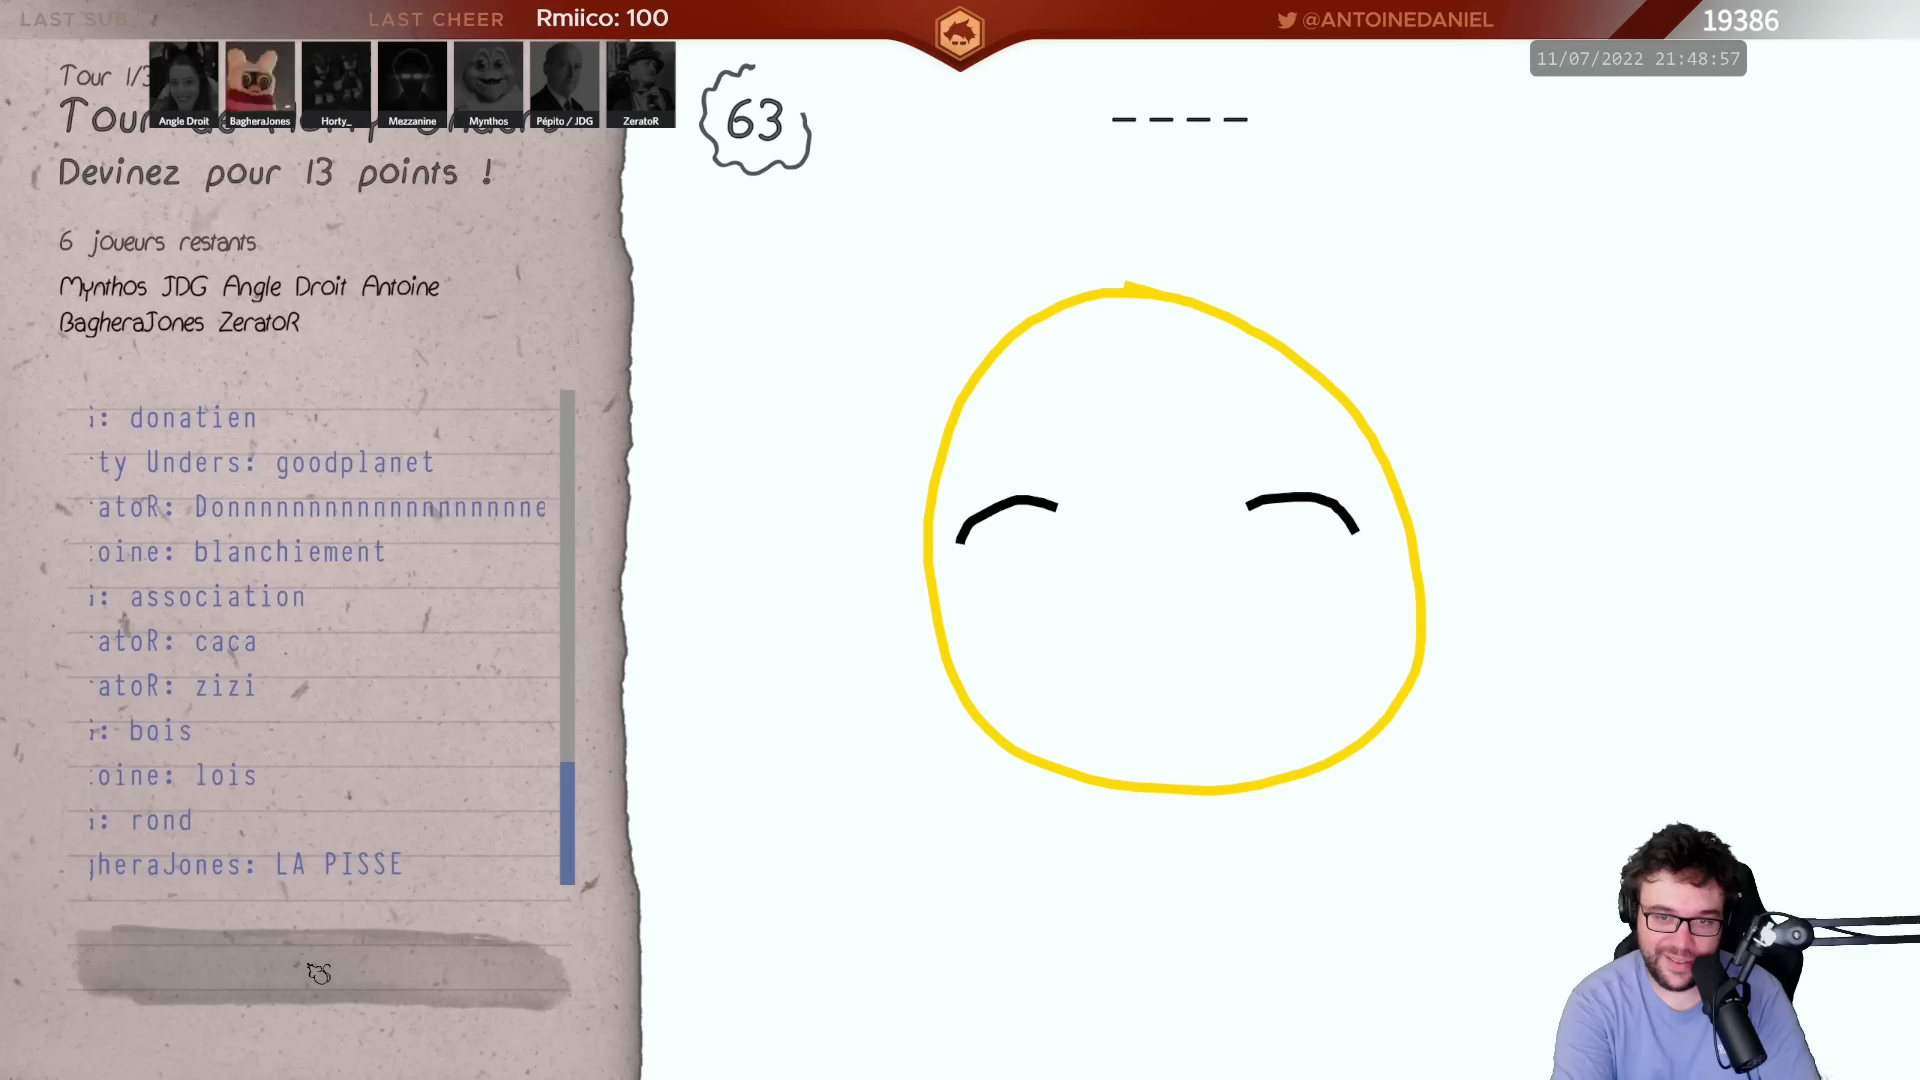 LAST SUB
LAST CHEER
Rmiico: 100
@ANTOINEDANIEL
19386
11/07/2022 21:48:57
Tour 1/3
Angle Droit
BagheraJones
Horty_
Mezzanine
Mynthos
Pépito / JDG
ZeratoR
63
Devinez pour 13 points !
6 joueurs restants
Mynthos JDG Angle Droit Antoine
BagheraJones ZeratoR
: donatien
ty Unders: goodplanet
atoR: Donnnnnnnnnnnnnnnnnnnne
oine: blanchiement
: association
atoR: caca
atoR: zizi
: bois
oine: lois
: rond
gheraJones: LA PISSE